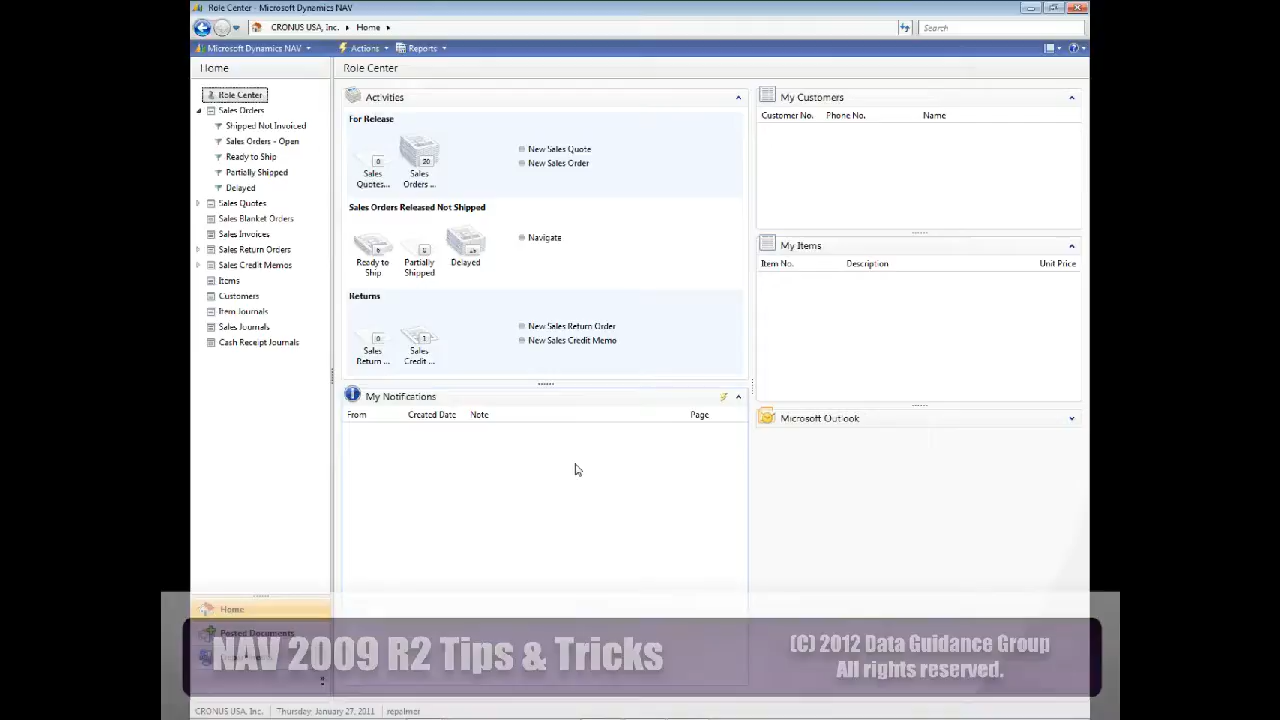 Role Center - Microsoft Dynamics NAV
CRONUS USA, Inc. Home
Search
Microsoft Dynamics NAV Actions Reports
Home
Role Center
Sales Orders
Shipped Not Invoiced
Sales Orders - Open
Ready to Ship
Partially Shipped
Delayed
Sales Quotes
Sales Blanket Orders
Sales Invoices
Sales Return Orders
Sales Credit Memos
Items
Customers
Item Journals
Sales Journals
Cash Receipt Journals
Home
Posted Documents
Role Center
Activities
For Release
0
20
Sales Quotes...
Sales Orders ...
New Sales Quote
New Sales Order
Sales Orders Released Not Shipped
Ready to Ship
Partially Shipped
Delayed
Navigate
Returns
0
1
Sales Return ...
Sales Credit ...
New Sales Return Order
New Sales Credit Memo
My Notifications
From Created Date Note Page
My Customers
Customer No. Phone No. Name
My Items
Item No. Description Unit Price
Microsoft Outlook
NAV 2009 R2 Tips & Tricks
(C) 2012 Data Guidance Group
All rights reserved.
CRONUS USA, Inc. Thursday, January 27, 2011 repalmer